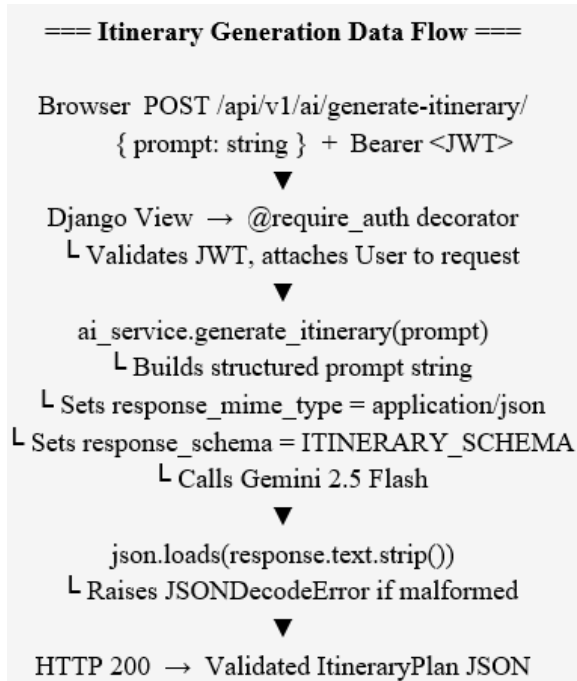 === Itinerary Generation Data Flow ===
Browser POST /api/v1/ai/generate-itinerary/
{ prompt: string } + Bearer <JWT>
▼
Django View → @require_auth decorator
└ Validates JWT, attaches User to request
▼
ai_service.generate_itinerary(prompt)
└ Builds structured prompt string
└ Sets response_mime_type = application/json
└ Sets response_schema = ITINERARY_SCHEMA
└ Calls Gemini 2.5 Flash
▼
json.loads(response.text.strip())
└ Raises JSONDecodeError if malformed
▼
HTTP 200 → Validated ItineraryPlan JSON